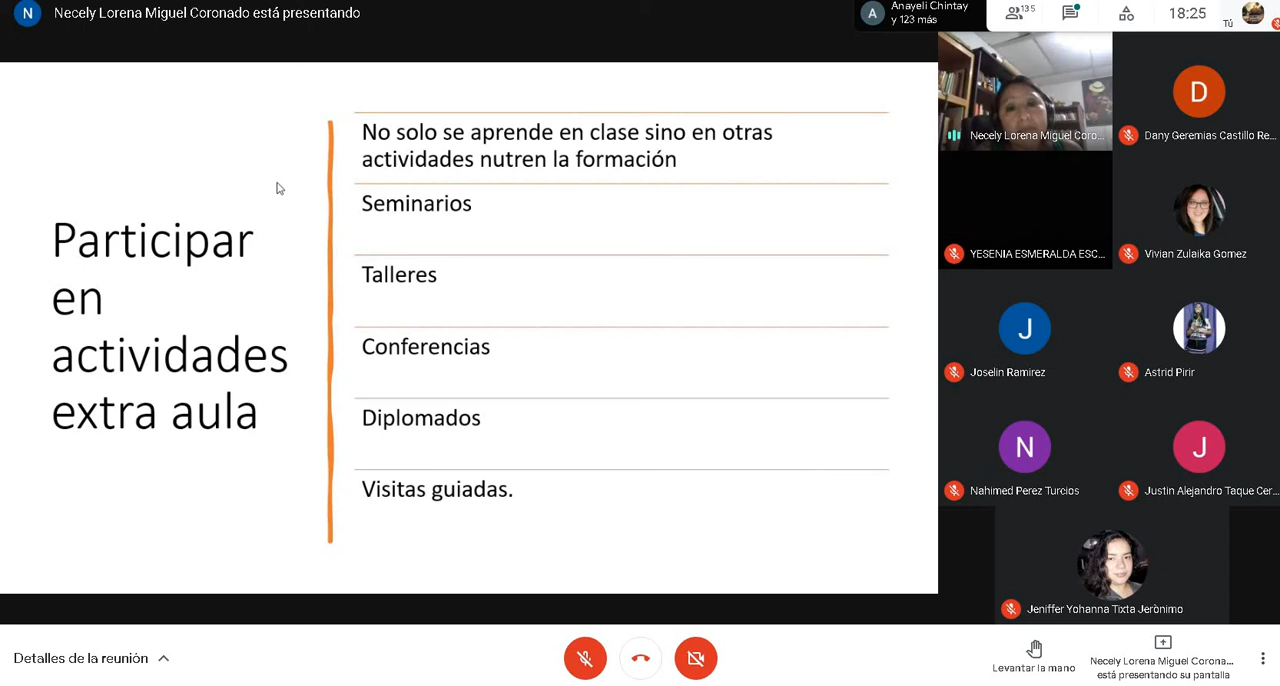 N
Necely Lorena Miguel Coronado está presentando
A
Anayeli Chintay
y 123 más
135
18:25
Tú
Participar
en
actividades
extra aula
No solo se aprende en clase sino en otras
actividades nutren la formación
Seminarios
Talleres
Conferencias
Diplomados
Visitas guiadas.
Necely Lorena Miguel Coro...
D
Dany Geremias Castillo Re...
YESENIA ESMERALDA ESC...
Vivian Zulaika Gomez
J
Joselin Ramirez
Astrid Pirir
N
Nahimed Perez Turcios
J
Justin Alejandro Taque Cer...
Jeniffer Yohanna Tixta Jerònimo
Detalles de la reunión
Levantar la mano
Necely Lorena Miguel Corona...
está presentando su pantalla